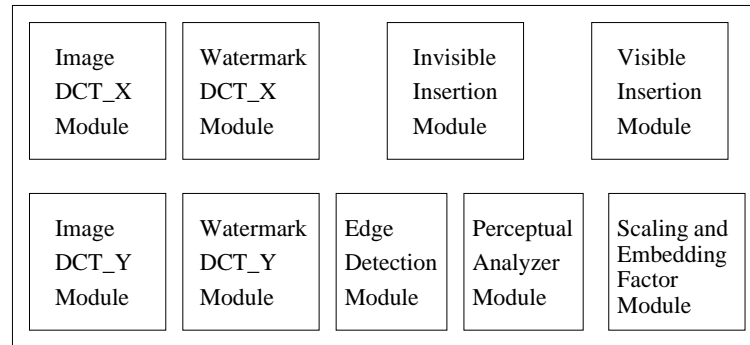 Image
DCT_X
Module
Watermark
DCT_X
Module
Invisible
Insertion
Module
Visible
Insertion
Module
Image
DCT_Y
Module
Watermark
DCT_Y
Module
Edge
Detection
Module
Perceptual
Analyzer
Module
Scaling and
Embedding
Factor
Module